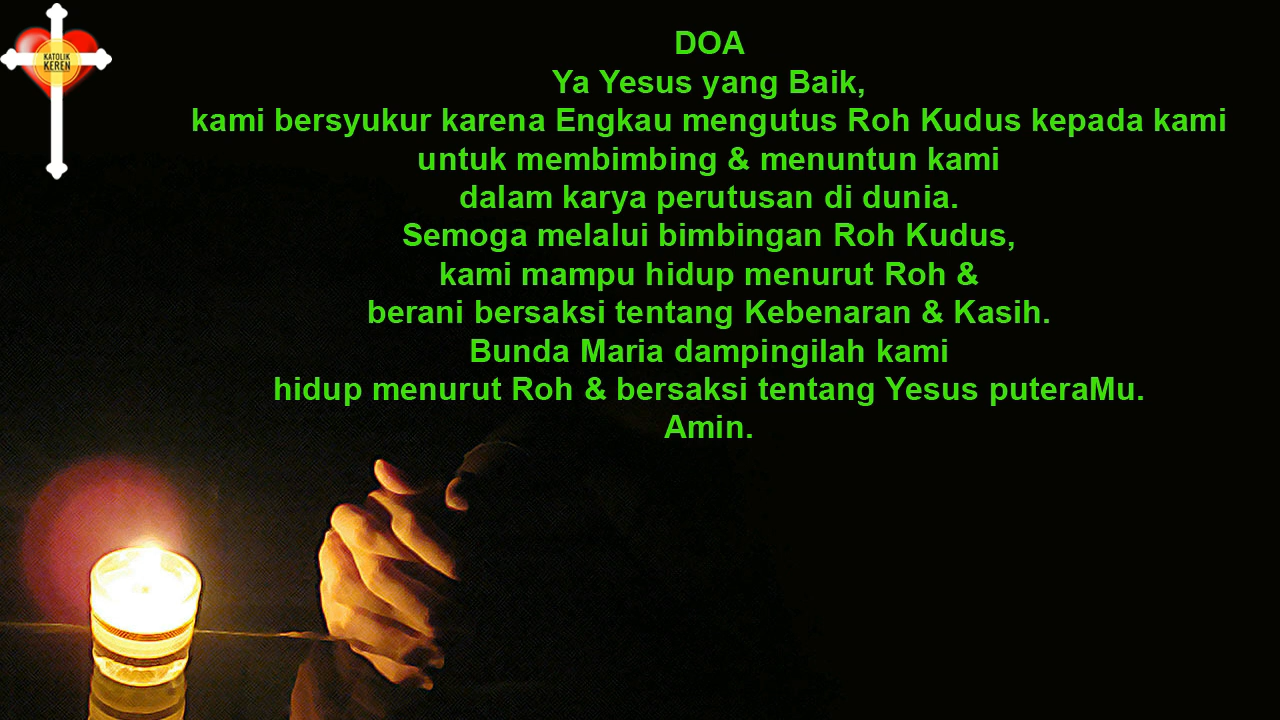 KATOLIK
KEREN
DOA
Ya Yesus yang Baik,
kami bersyukur karena Engkau mengutus Roh Kudus kepada kami
untuk membimbing & menuntun kami
dalam karya perutusan di dunia.
Semoga melalui bimbingan Roh Kudus,
kami mampu hidup menurut Roh &
berani bersaksi tentang Kebenaran & Kasih.
Bunda Maria dampingilah kami
hidup menurut Roh & bersaksi tentang Yesus puteraMu.
Amin.